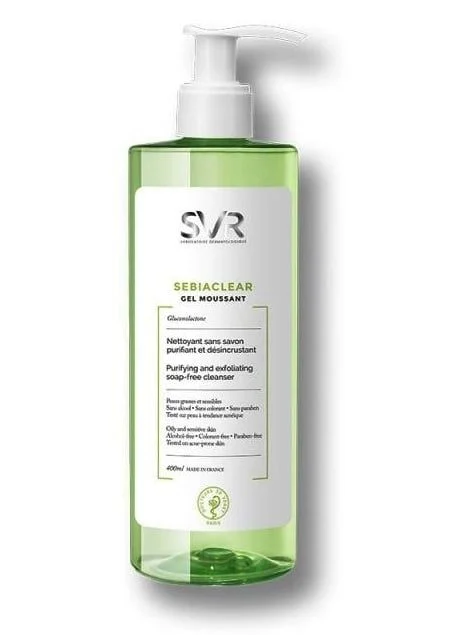 SVR
LABORATOIRE DERMATOLOGIQUE
SEBIACLEAR
GEL MOUSSANT
Gluconolactone
Nettoyant sans savon
purifiant et désincrustant
Purifying and exfoliating
soap-free cleanser
Peaux grasses et sensibles
Sans alcool • Sans colorant • Sans paraben
Testé sur peau à tendance acnéique
Oily and sensitive skin
Alcohol-free • Colorant-free • Paraben-free
Tested on acne-prone skin
400ml MADE IN FRANCE
PARIS